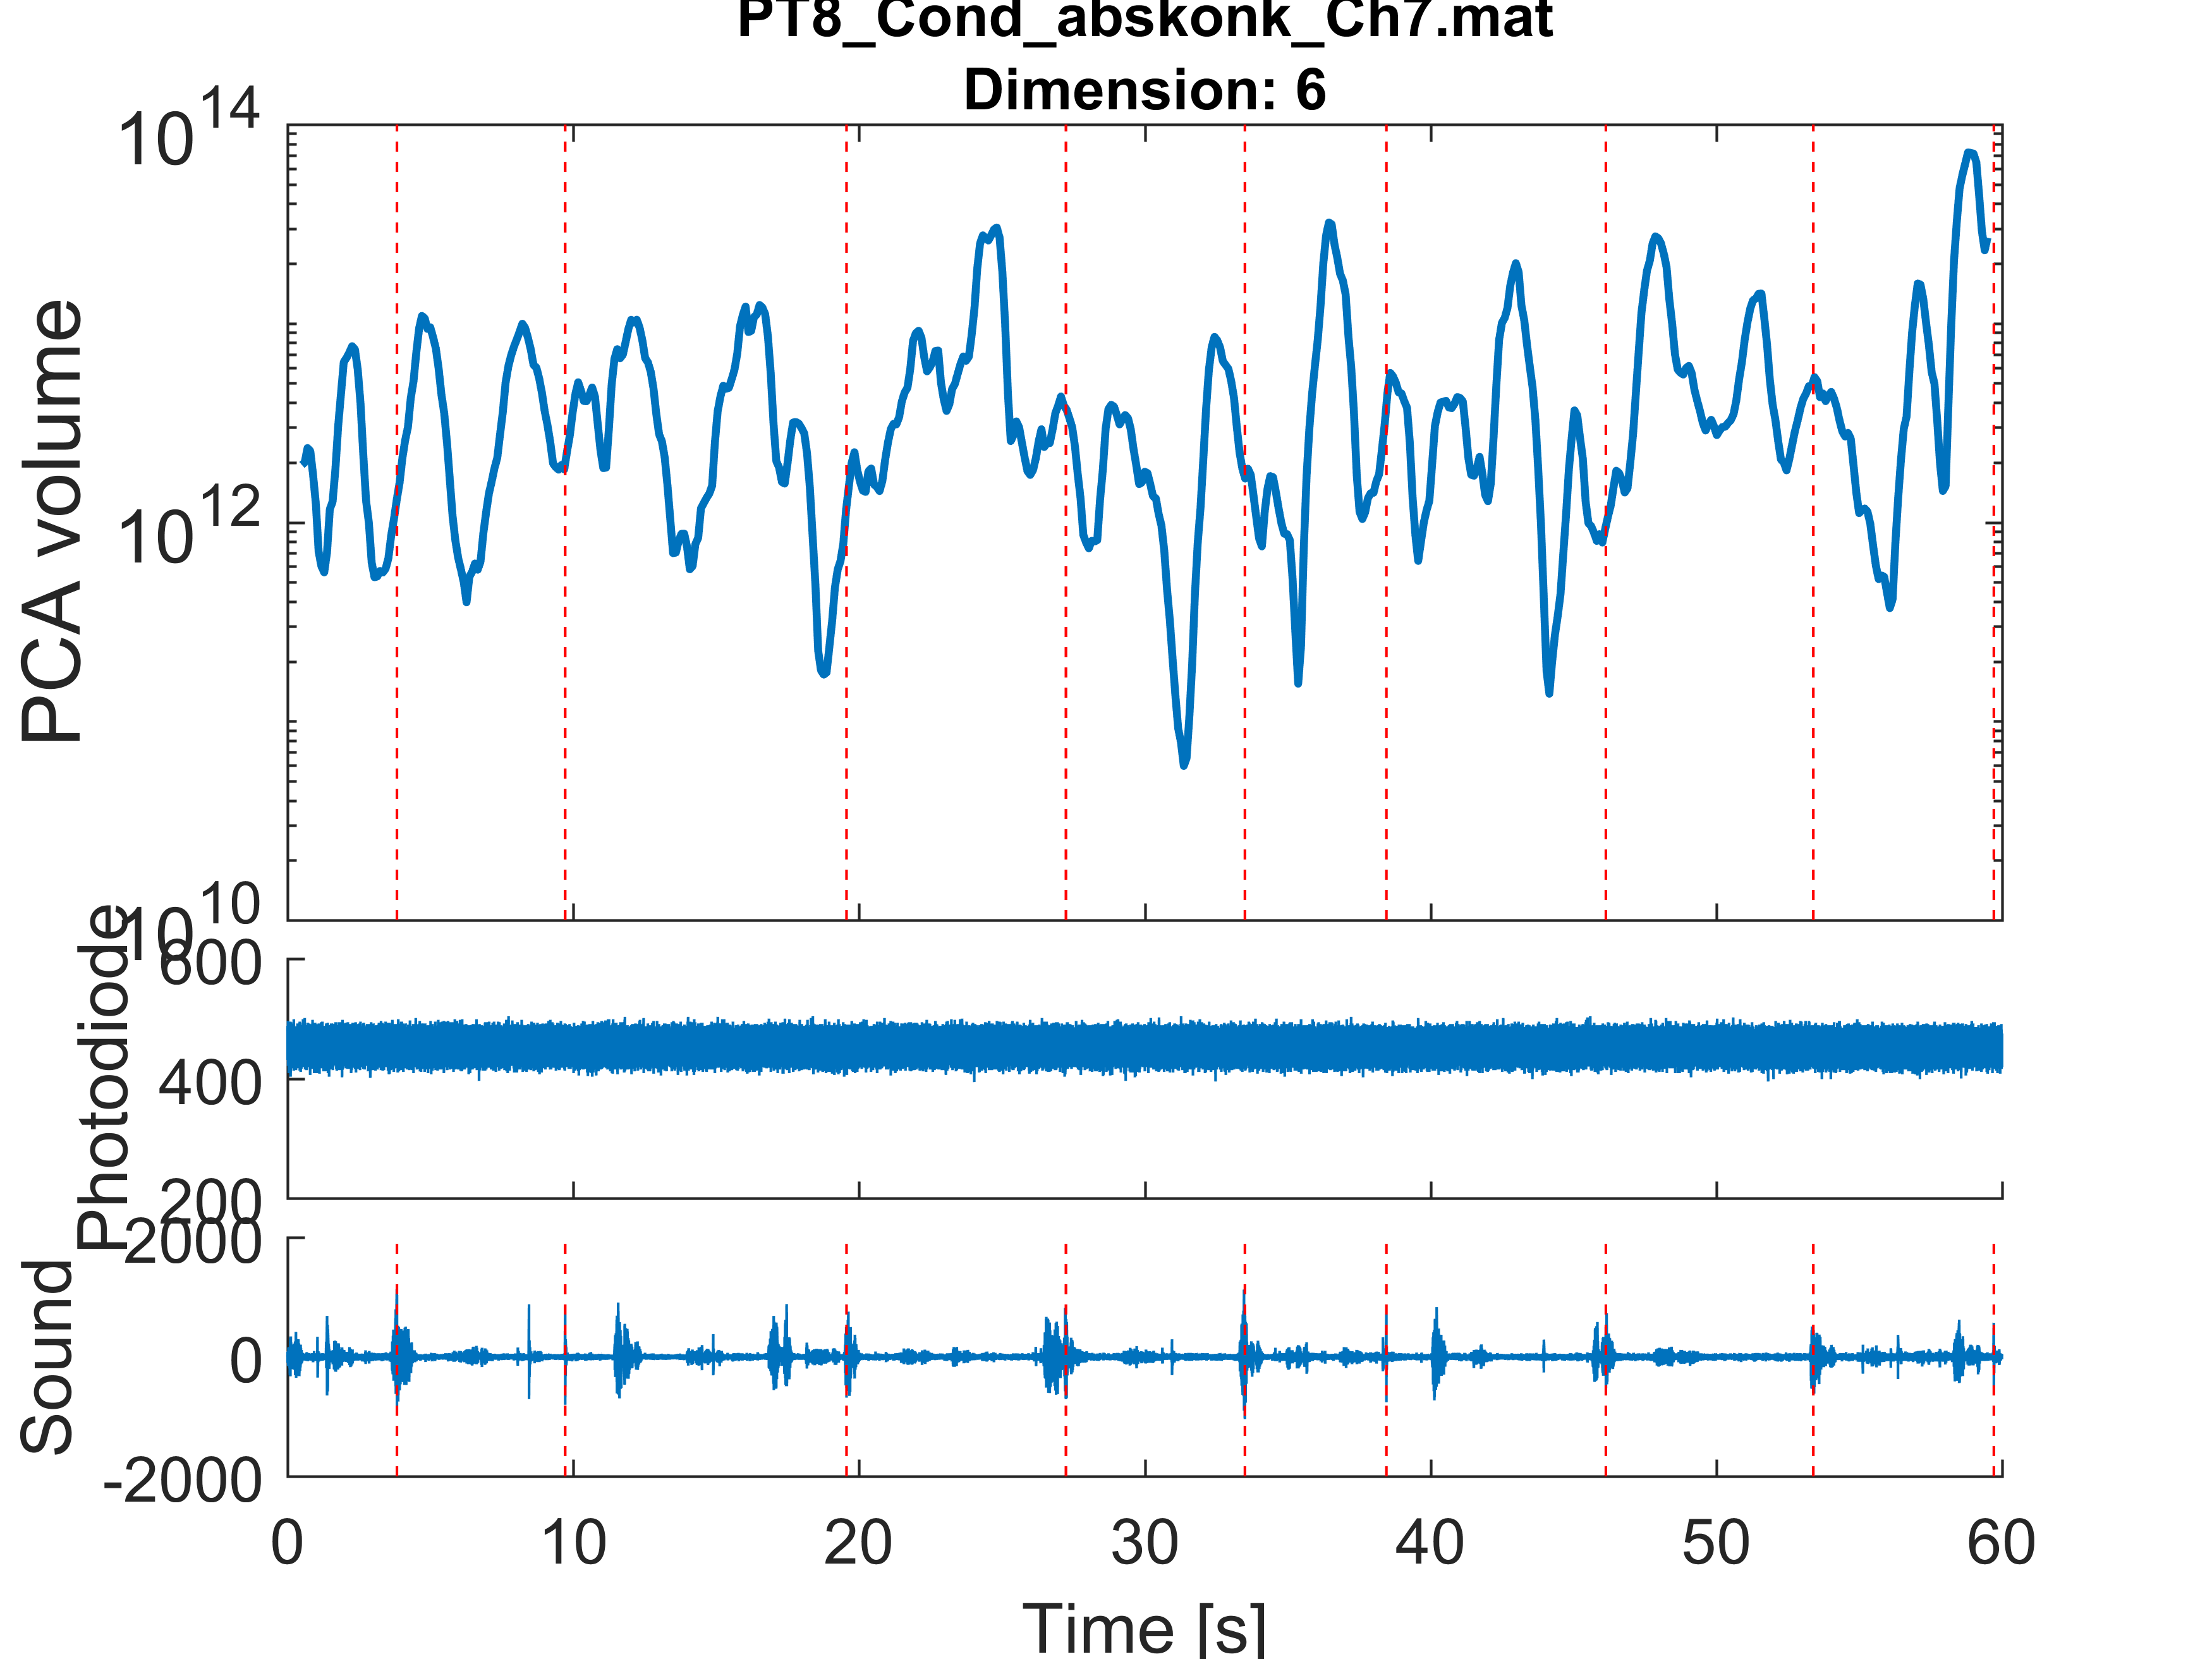 PT8_Cond_abskonk_Ch7.mat
Dimension: 6
PCA volume
10^14
10^12
10^10
Photodiode
600
400
200
Sound
2000
0
-2000
0 10 20 30 40 50 60
Time [s]